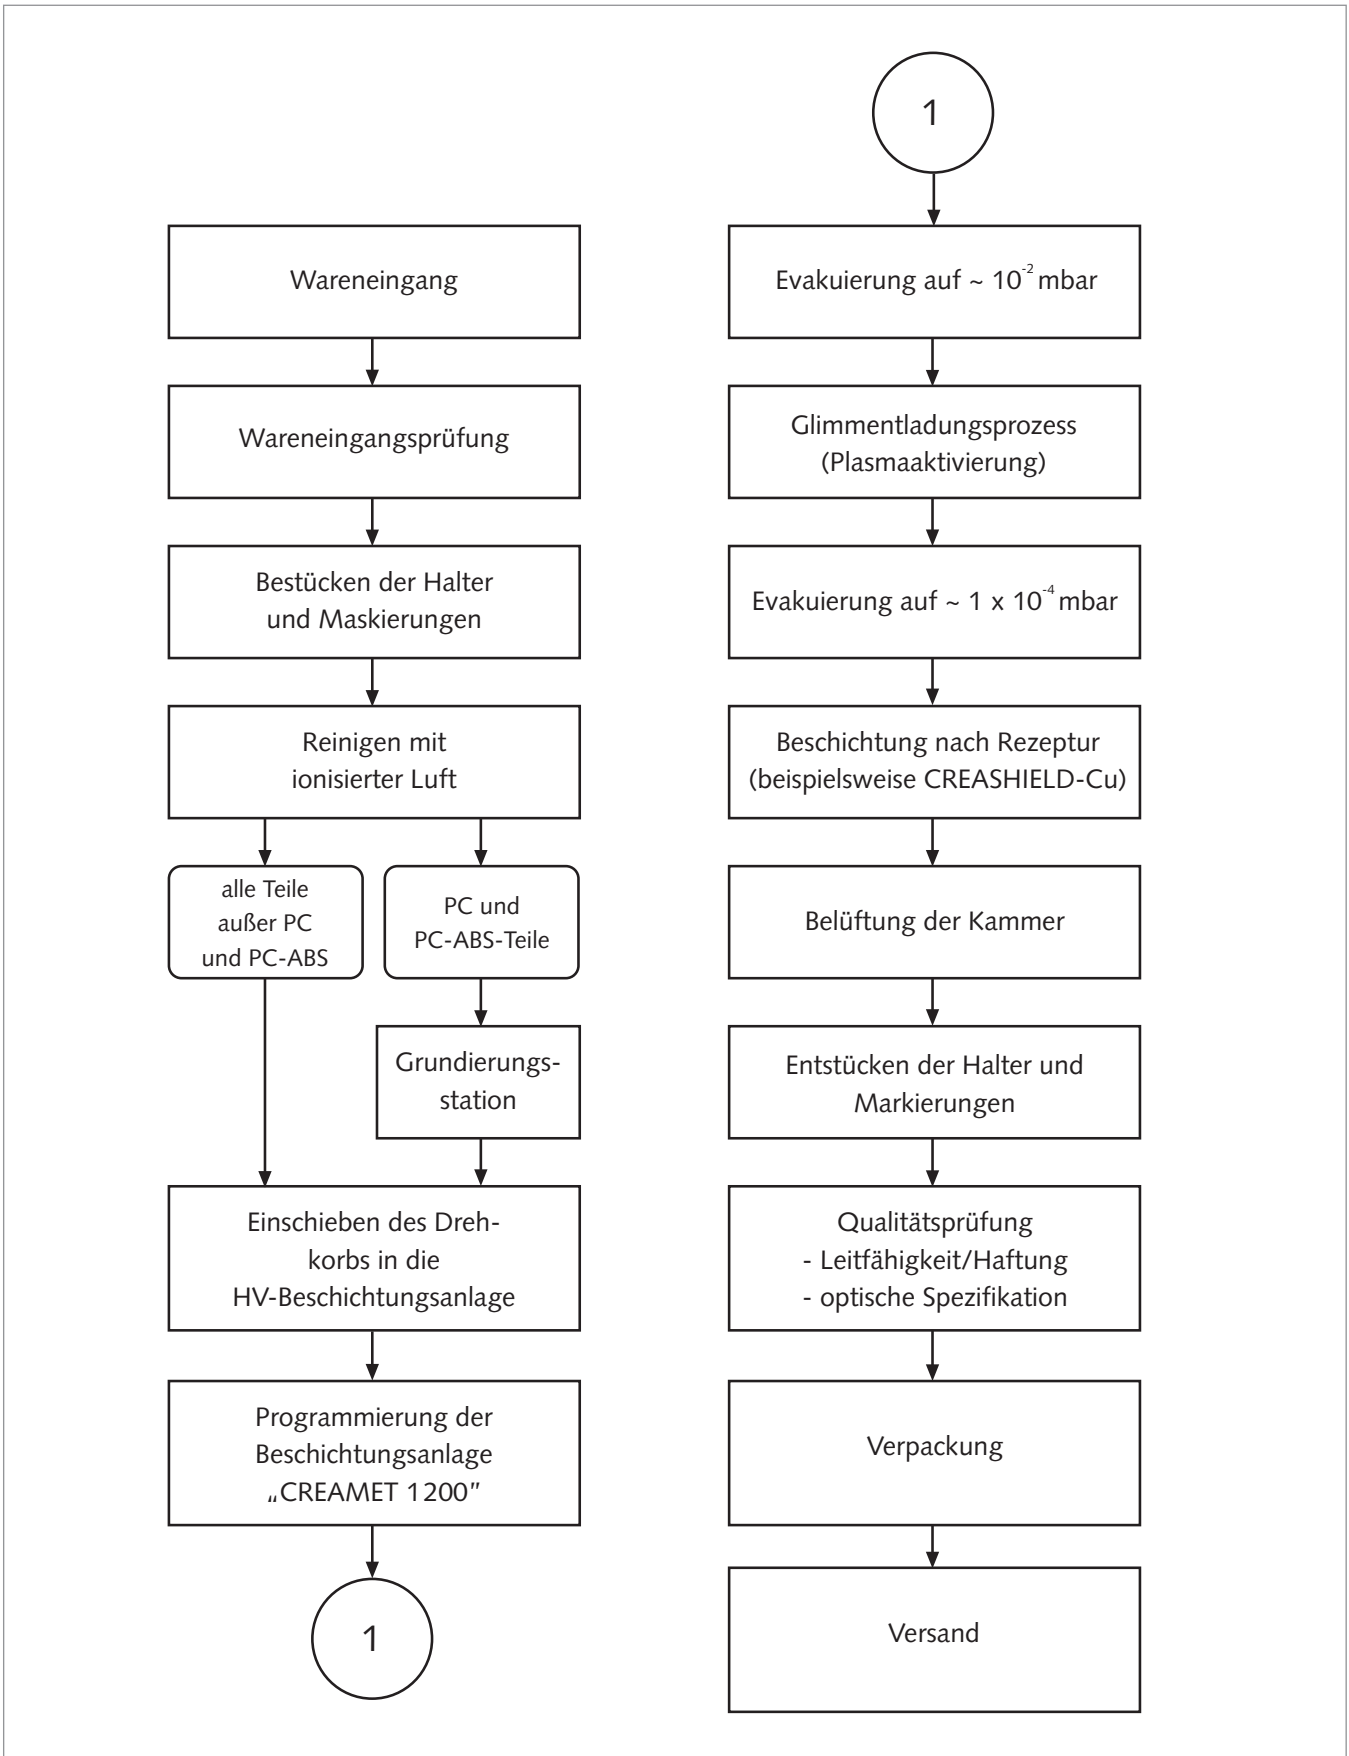 Wareneingang
Wareneingangsprüfung
Bestücken der Halter
und Maskierungen
Reinigen mit
ionisierter Luft
alle Teile
außer PC
und PC-ABS
PC und
PC-ABS-Teile
Grundierungs-
station
Einschieben des Dreh-
korbs in die
HV-Beschichtungsanlage
Programmierung der
Beschichtungsanlage
„CREAMET 1200”
1
1
Evakuierung auf ~ 10⁻² mbar
Glimmentladungsprozess
(Plasmaaktivierung)
Evakuierung auf ~ 1 x 10⁻⁴ mbar
Beschichtung nach Rezeptur
(beispielsweise CREASHIELD-Cu)
Belüftung der Kammer
Entstücken der Halter und
Markierungen
Qualitätsprüfung
- Leitfähigkeit/Haftung
- optische Spezifikation
Verpackung
Versand